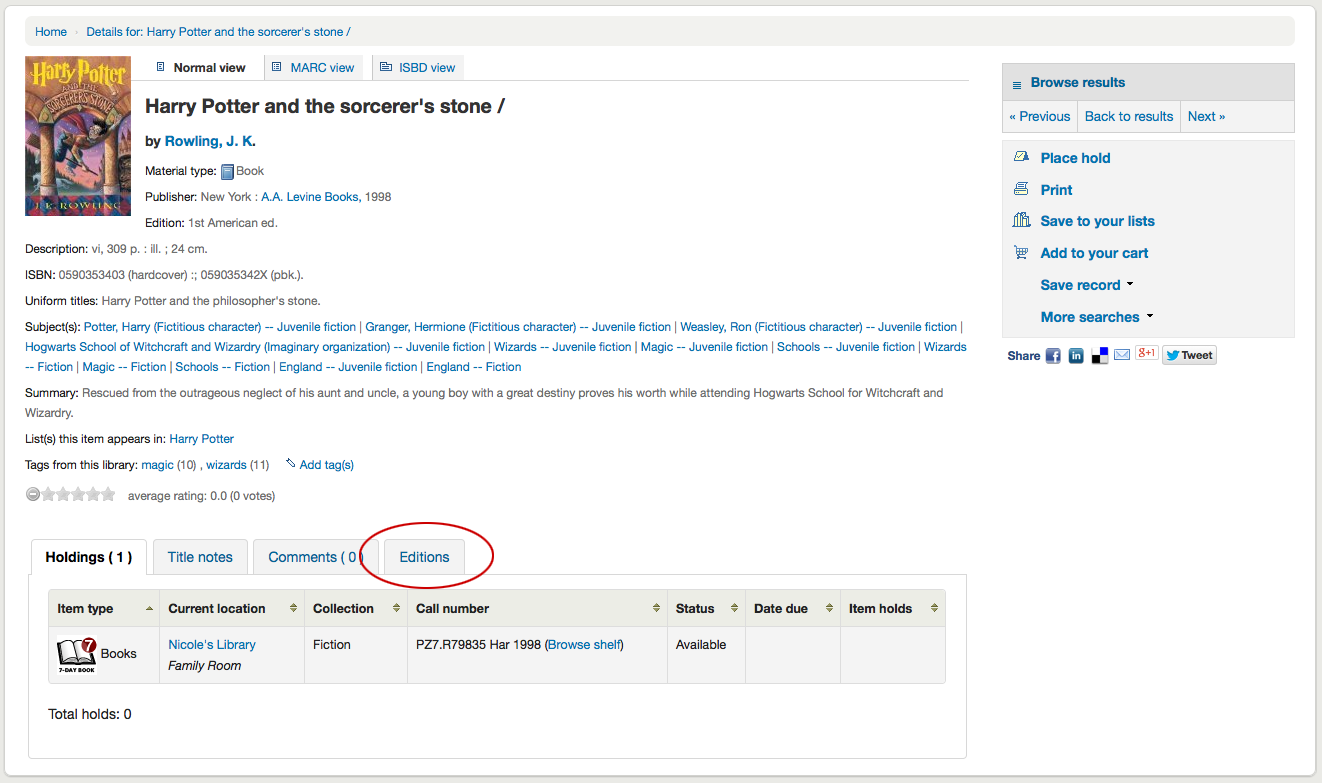 Home › Details for: Harry Potter and the sorcerer's stone /
Harry Potter
AND THE
SORCERER'S STONE
J. K. ROWLING
Normal view MARC view ISBD view
Harry Potter and the sorcerer's stone /
by Rowling, J. K.
Material type: Book
Publisher: New York : A.A. Levine Books, 1998
Edition: 1st American ed.
Description: vi, 309 p. : ill. ; 24 cm.
ISBN: 0590353403 (hardcover) :; 059035342X (pbk.).
Uniform titles: Harry Potter and the philosopher's stone.
Subject(s): Potter, Harry (Fictitious character) -- Juvenile fiction | Granger, Hermione (Fictitious character) -- Juvenile fiction | Weasley, Ron (Fictitious character) -- Juvenile fiction |
Hogwarts School of Witchcraft and Wizardry (Imaginary organization) -- Juvenile fiction | Wizards -- Juvenile fiction | Magic -- Juvenile fiction | Schools -- Juvenile fiction | Wizards
-- Fiction | Magic -- Fiction | Schools -- Fiction | England -- Juvenile fiction | England -- Fiction
Summary: Rescued from the outrageous neglect of his aunt and uncle, a young boy with a great destiny proves his worth while attending Hogwarts School for Witchcraft and
Wizardry.
List(s) this item appears in: Harry Potter
Tags from this library: magic (10) , wizards (11) Add tag(s)
average rating: 0.0 (0 votes)
Browse results
« Previous Back to results Next »
Place hold
Print
Save to your lists
Add to your cart
Save record
More searches
Share f in g+1 Tweet
Holdings ( 1 ) Title notes Comments ( 0 ) Editions
Item type Current location Collection Call number Status Date due Item holds
7 7-DAY BOOK Books Nicole's Library Fiction PZ7.R79835 Har 1998 (Browse shelf) Available
Family Room
Total holds: 0